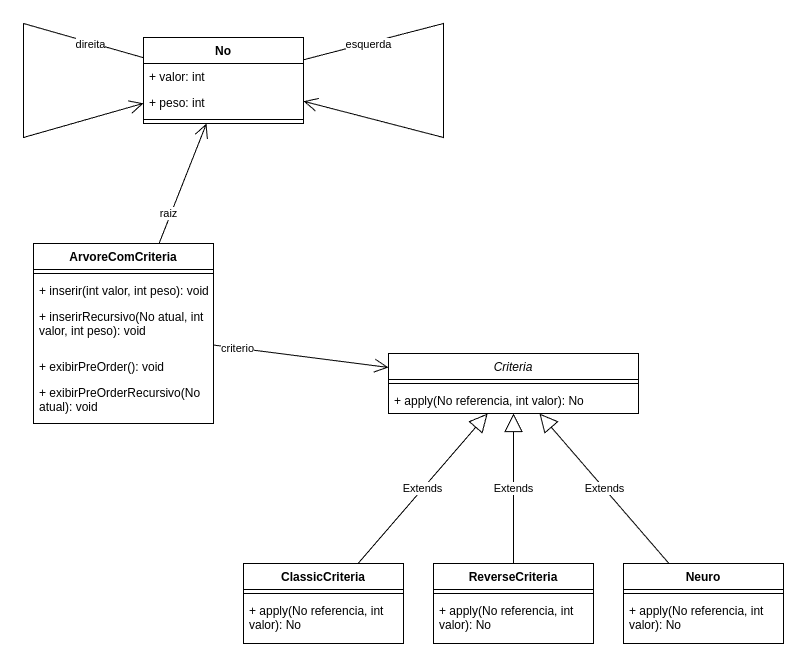 direita
No
esquerda
+ valor: int
+ peso: int
raiz
ArvoreComCriteria
+ inserir(int valor, int peso): void
+ inserirRecursivo(No atual, int
valor, int peso): void
+ exibirPreOrder(): void
+ exibirPreOrderRecursivo(No
atual): void
criterio
Criteria
+ apply(No referencia, int valor): No
Extends
Extends
Extends
ClassicCriteria
+ apply(No referencia, int
valor): No
ReverseCriteria
+ apply(No referencia, int
valor): No
Neuro
+ apply(No referencia, int
valor): No